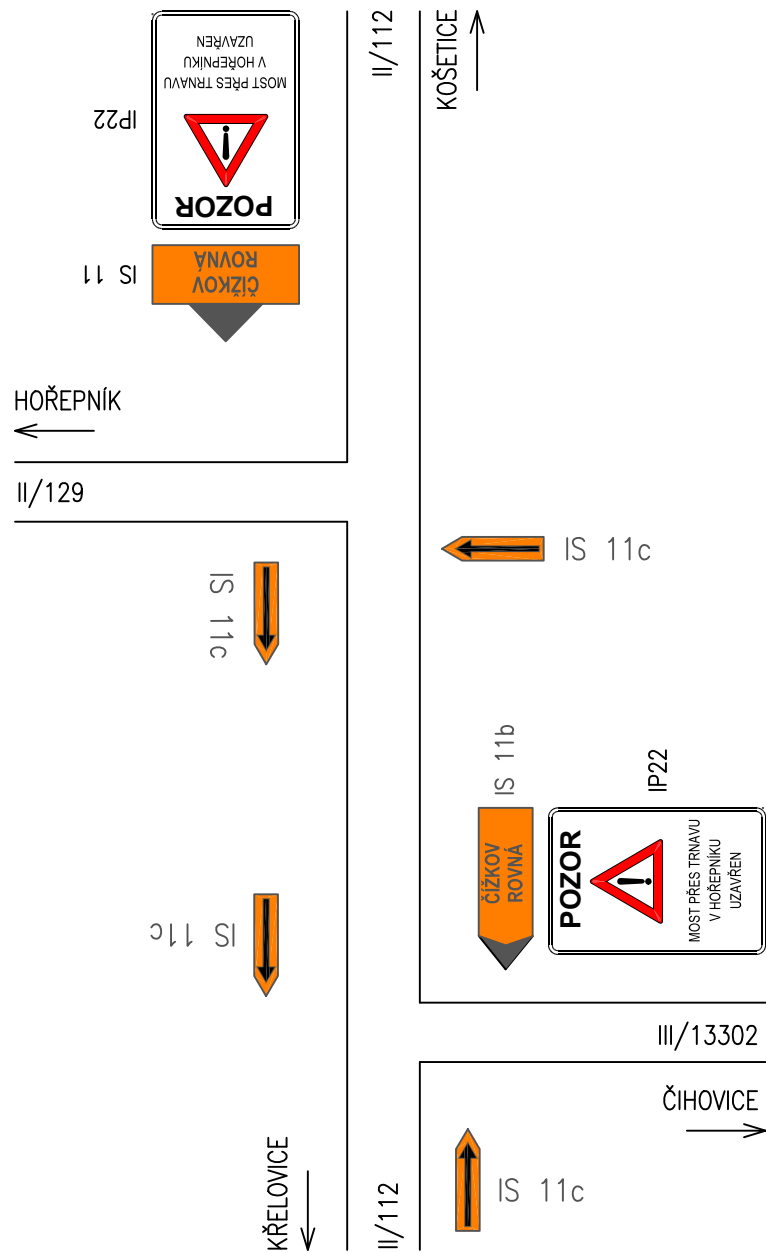 POZOR
MOST PŘES TRNAVU
V HOŘEPNÍKU
UZAVŘEN
IP22
ČÍŽKOV
ROVNÁ
IS 11
II/112
KOŠETICE
HOŘEPNÍK
II/129
IS 11c
IS 11c
IS 11b
IP22
ČÍŽKOV
ROVNÁ
POZOR
MOST PŘES TRNAVU
V HOŘEPNÍKU
UZAVŘEN
IS 11c
III/13302
ČIHOVICE
KŘELOVICE
II/112
IS 11c